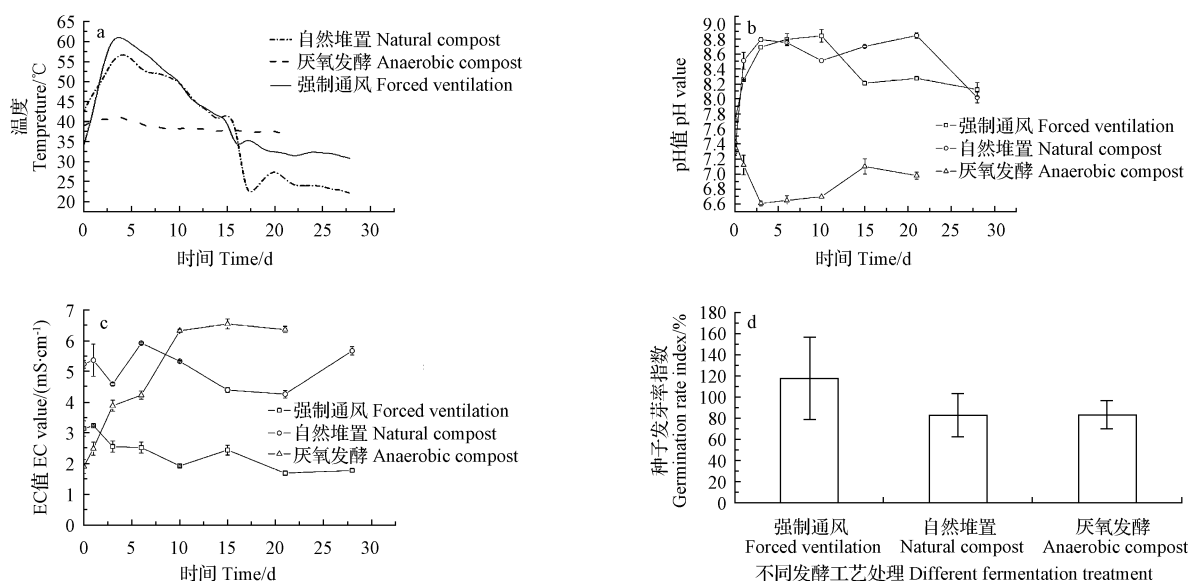 a
65
60
55
50
45
40
35
30
25
20
温度
Tempreture/℃
自然堆置 Natural compost
厌氧发酵 Anaerobic compost
强制通风 Forced ventilation
0 5 10 15 20 25 30
时间 Time/d
b
9.0
8.8
8.4
8.2
8.0
7.8
7.6
7.2
7.0
6.8
6.6
pH值 pH value
强制通风 Forced ventilation
自然堆置 Natural compost
厌氧发酵 Anaerobic compost
0 5 10 15 20 25 30
时间 Time/d
c
7
6
5
4
3
2
1
0
EC值 EC value/(mS·cm⁻¹)
强制通风 Forced ventilation
自然堆置 Natural compost
厌氧发酵 Anaerobic compost
0 5 10 15 20 25 30
时间 Time/d
d
180
160
140
120
100
80
60
40
20
0
种子发芽率指数
Germination rate index/%
强制通风 自然堆置 厌氧发酵
Forced ventilation Natural compost Anaerobic compost
不同发酵工艺处理 Different fermentation treatment